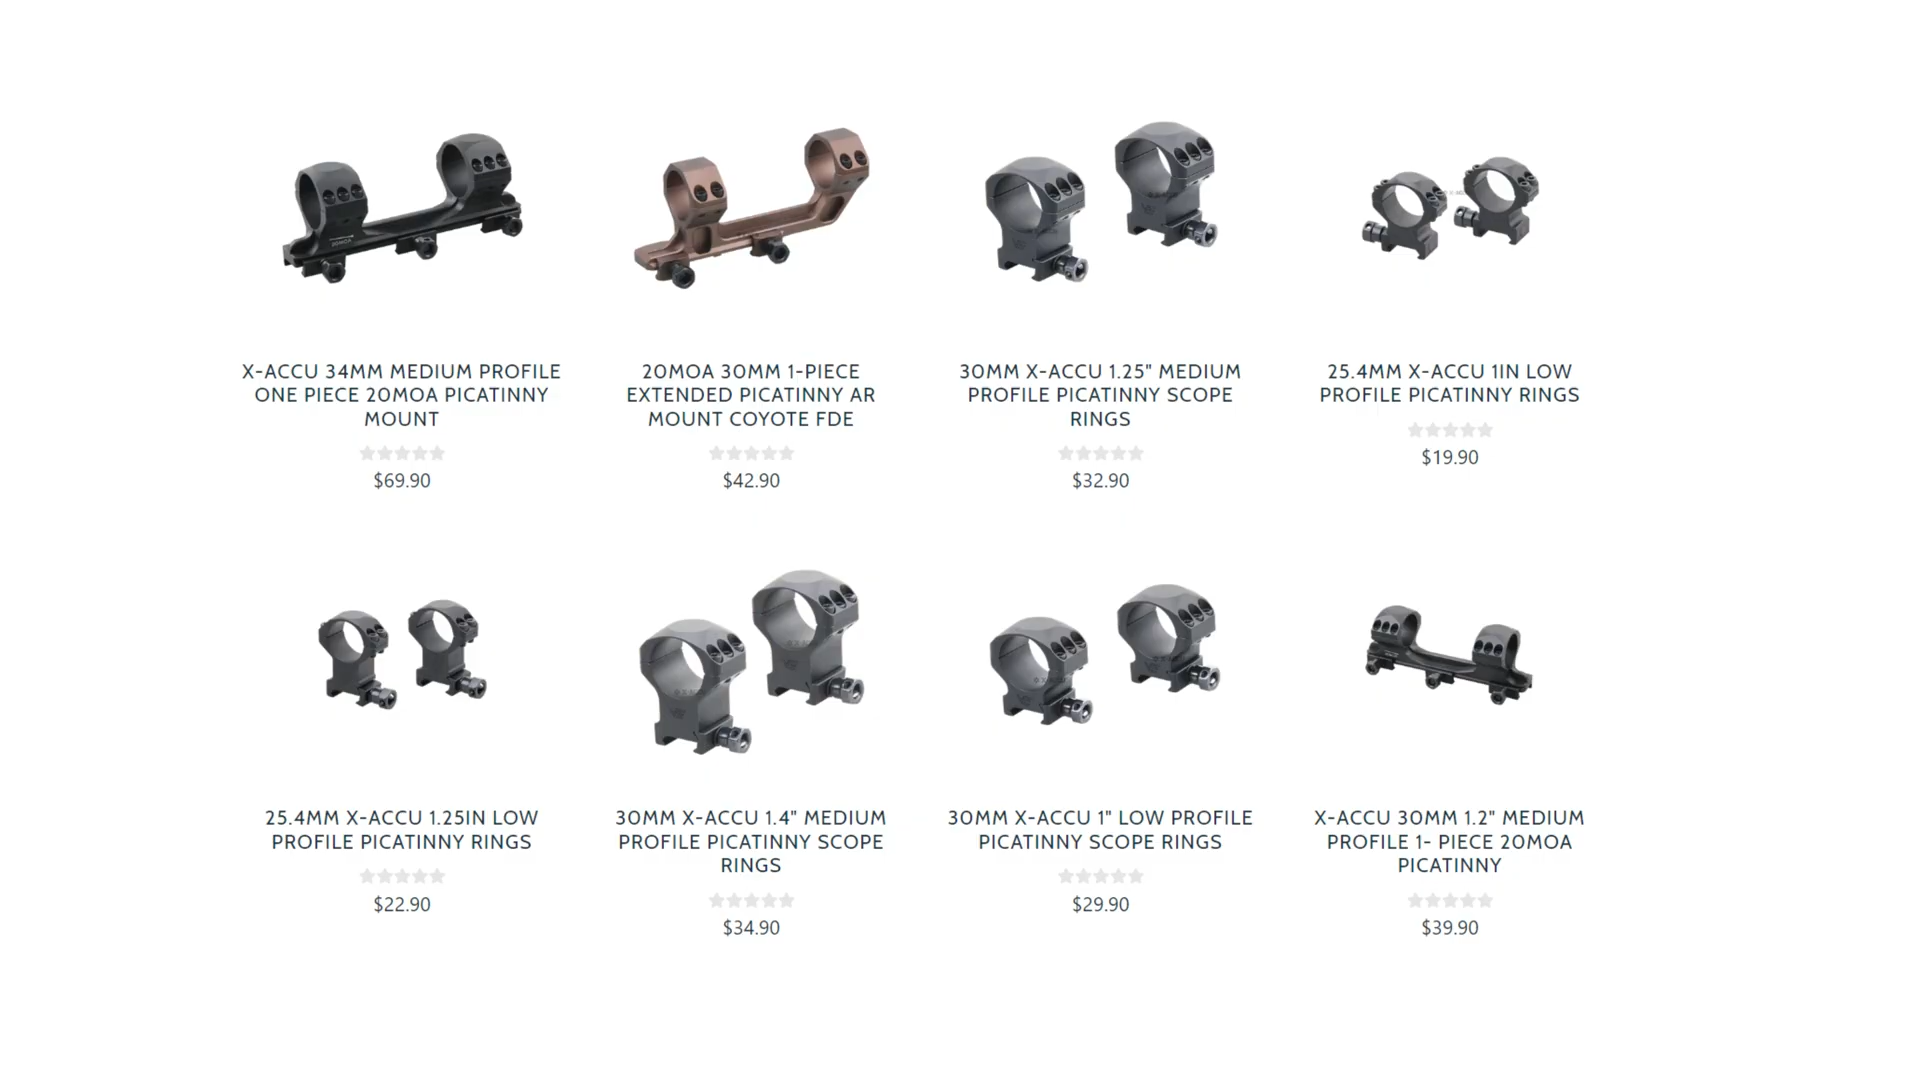 X-ACCU 34MM MEDIUM PROFILE
ONE PIECE 20MOA PICATINNY
MOUNT
$69.90
20MOA 30MM 1-PIECE
EXTENDED PICATINNY AR
MOUNT COYOTE FDE
$42.90
30MM X-ACCU 1.25" MEDIUM
PROFILE PICATINNY SCOPE
RINGS
$32.90
25.4MM X-ACCU 1IN LOW
PROFILE PICATINNY RINGS
$19.90
25.4MM X-ACCU 1.25IN LOW
PROFILE PICATINNY RINGS
$22.90
30MM X-ACCU 1.4" MEDIUM
PROFILE PICATINNY SCOPE
RINGS
$34.90
30MM X-ACCU 1" LOW PROFILE
PICATINNY SCOPE RINGS
$29.90
X-ACCU 30MM 1.2" MEDIUM
PROFILE 1- PIECE 20MOA
PICATINNY
$39.90